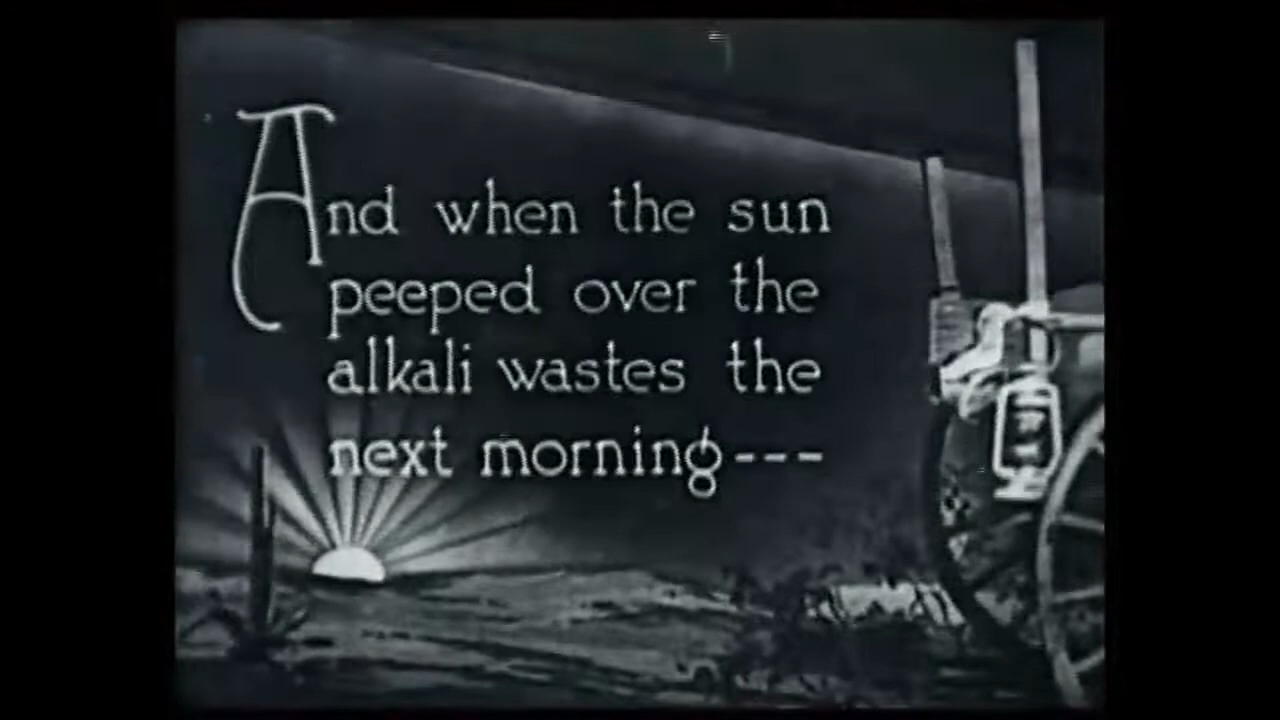 And when the sun
peeped over the
alkali wastes the
next morning---